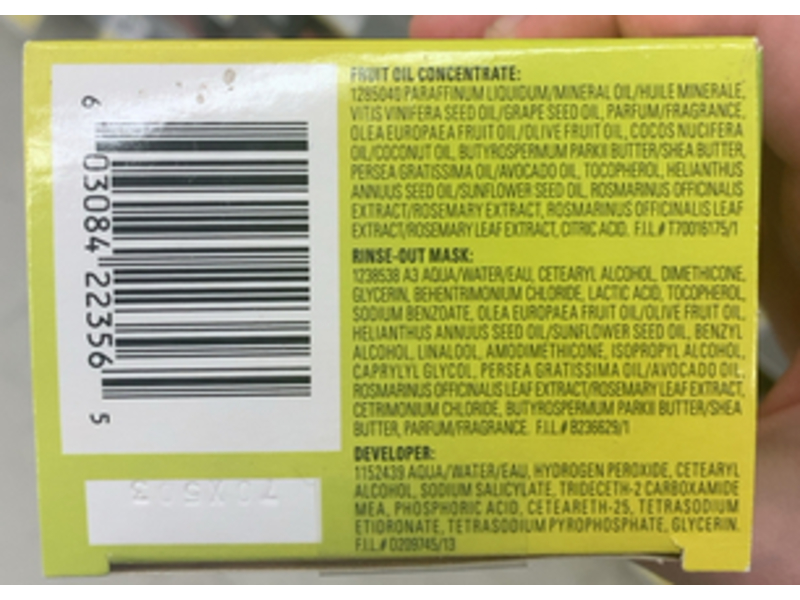 6 03084 22356 5
70X503
FRUIT OIL CONCENTRATE:
1285040 PARAFFINUM LIQUIDUM/MINERAL OIL/HUILE MINERALE,
VITIS VINIFERA SEED OIL/GRAPE SEED OIL, PARFUM/FRAGRANCE,
OLEA EUROPAEA FRUIT OIL/OLIVE FRUIT OIL, COCOS NUCIFERA
OIL/COCONUT OIL, BUTYROSPERMUM PARKII BUTTER/SHEA BUTTER,
PERSEA GRATISSIMA OIL/AVOCADO OIL, TOCOPHEROL, HELIANTHUS
ANNUUS SEED OIL/SUNFLOWER SEED OIL, ROSMARINUS OFFICINALIS
EXTRACT/ROSEMARY EXTRACT, ROSMARINUS OFFICINALIS LEAF
EXTRACT/ROSEMARY LEAF EXTRACT, CITRIC ACID. F.I.L.# T70016175/1
RINSE-OUT MASK:
1238538 A3 AQUA/WATER/EAU, CETEARYL ALCOHOL, DIMETHICONE,
GLYCERIN, BEHENTRIMONIUM CHLORIDE, LACTIC ACID, TOCOPHEROL,
SODIUM BENZOATE, OLEA EUROPAEA FRUIT OIL/OLIVE FRUIT OIL,
HELIANTHUS ANNUUS SEED OIL/SUNFLOWER SEED OIL, BENZYL
ALCOHOL, LINALOOL, AMODIMETHICONE, ISOPROPYL ALCOHOL,
CAPRYLYL GLYCOL, PERSEA GRATISSIMA OIL/AVOCADO OIL,
ROSMARINUS OFFICINALIS LEAF EXTRACT/ROSEMARY LEAF EXTRACT,
CETRIMONIUM CHLORIDE, BUTYROSPERMUM PARKII BUTTER/SHEA
BUTTER, PARFUM/FRAGRANCE. F.I.L.# B236629/1
DEVELOPER:
1152439 AQUA/WATER/EAU, HYDROGEN PEROXIDE, CETEARYL
ALCOHOL, SODIUM SALICYLATE, TRIDECETH-2 CARBOXAMIDE
MEA, PHOSPHORIC ACID, CETEARETH-25, TETRASODIUM
ETIDRONATE, TETRASODIUM PYROPHOSPHATE, GLYCERIN.
F.I.L.# D209745/13